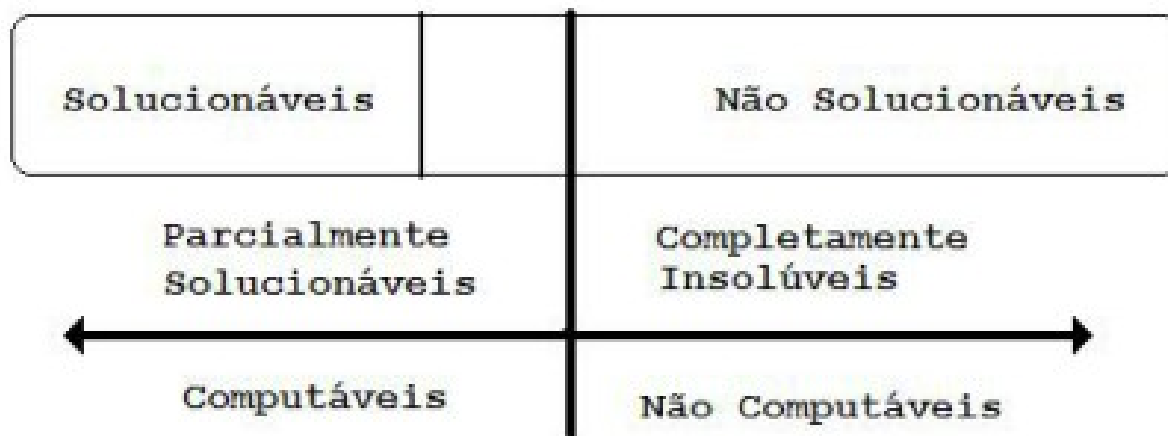 Solucionáveis
Não Solucionáveis
Parcialmente
Solucionáveis
Completamente
Insolúveis
Computáveis
Não Computáveis